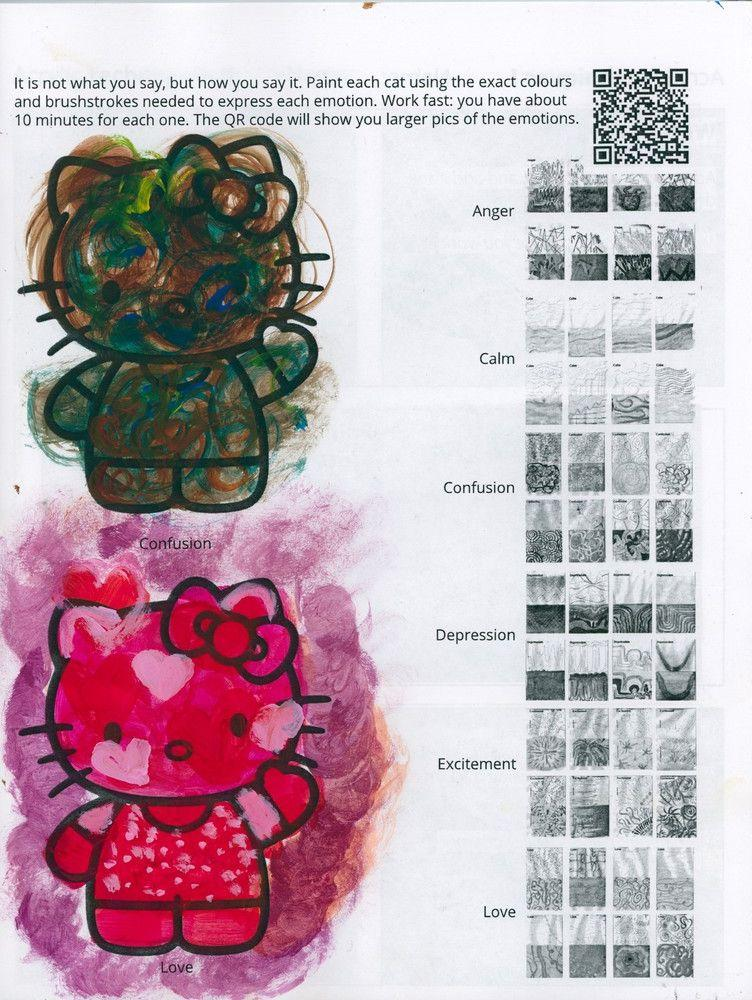 It is not what you say, but how you say it. Paint each cat using the exact colours
and brushstrokes needed to express each emotion. Work fast: you have about
10 minutes for each one. The QR code will show you larger pics of the emotions.
Anger
Calm
Confusion
Depression
Excitement
Love
Confusion
Love